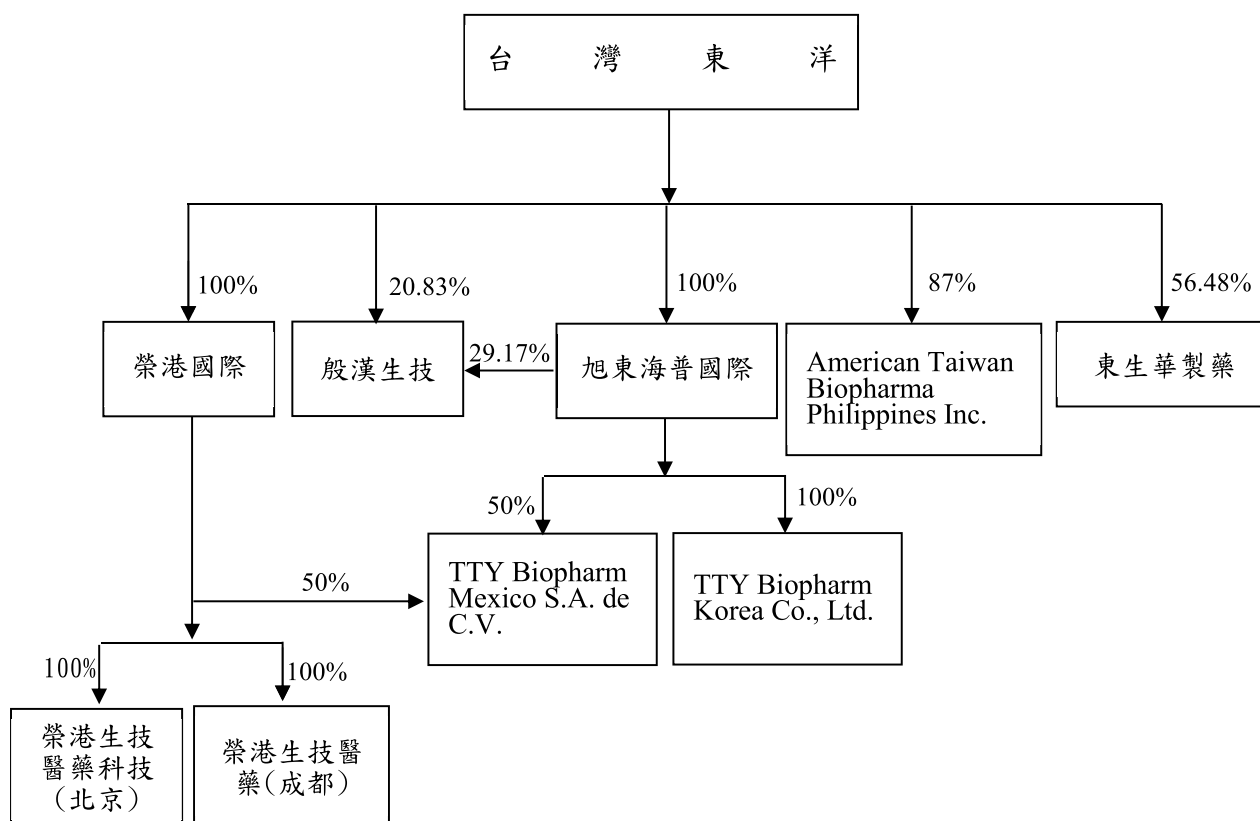 台灣東洋
100%
20.83%
100%
87%
56.48%
榮港國際
殷漢生技
29.17%
旭東海普國際
American Taiwan
Biopharma
Philippines Inc.
東生華製藥
50%
100%
TTY Biopharm
Mexico S.A. de
C.V.
TTY Biopharm
Korea Co., Ltd.
50%
100%
100%
榮港生技
醫藥科技
(北京)
榮港生技醫
藥(成都)